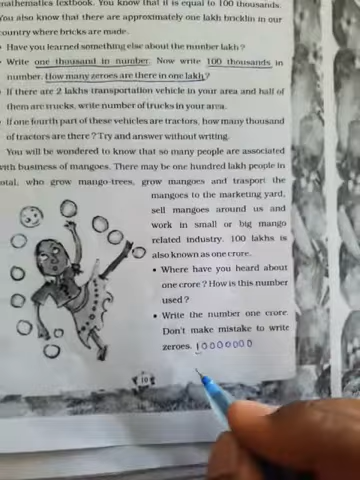 mathematics textbook. You know that it is equal to 100 thousands.
You also know that there are approximately one lakh bricklin in our
country where bricks are made.
• Have you learned something else about the number lakh?
• Write one thousand in number. Now write 100 thousands in
number. How many zeroes are there in one lakh?
• If there are 2 lakhs transportation vehicle in your area and half of
them are trucks, write number of trucks in your area.
• If one fourth part of these vehicles are tractors, how many thousand
of tractors are there? Try and answer without writing.
You will be wondered to know that so many people are associated
with business of mangoes. There may be one hundred lakh people in
total, who grow mango-trees, grow mangoes and trasport the
mangoes to the marketing yard,
sell mangoes around us and
work in small or big mango
related industry. 100 lakhs is
also known as one crore.
• Where have you heard about
one crore? How is this number
used?
• Write the number one crore.
Don't make mistake to write
zeroes. 10000000
10